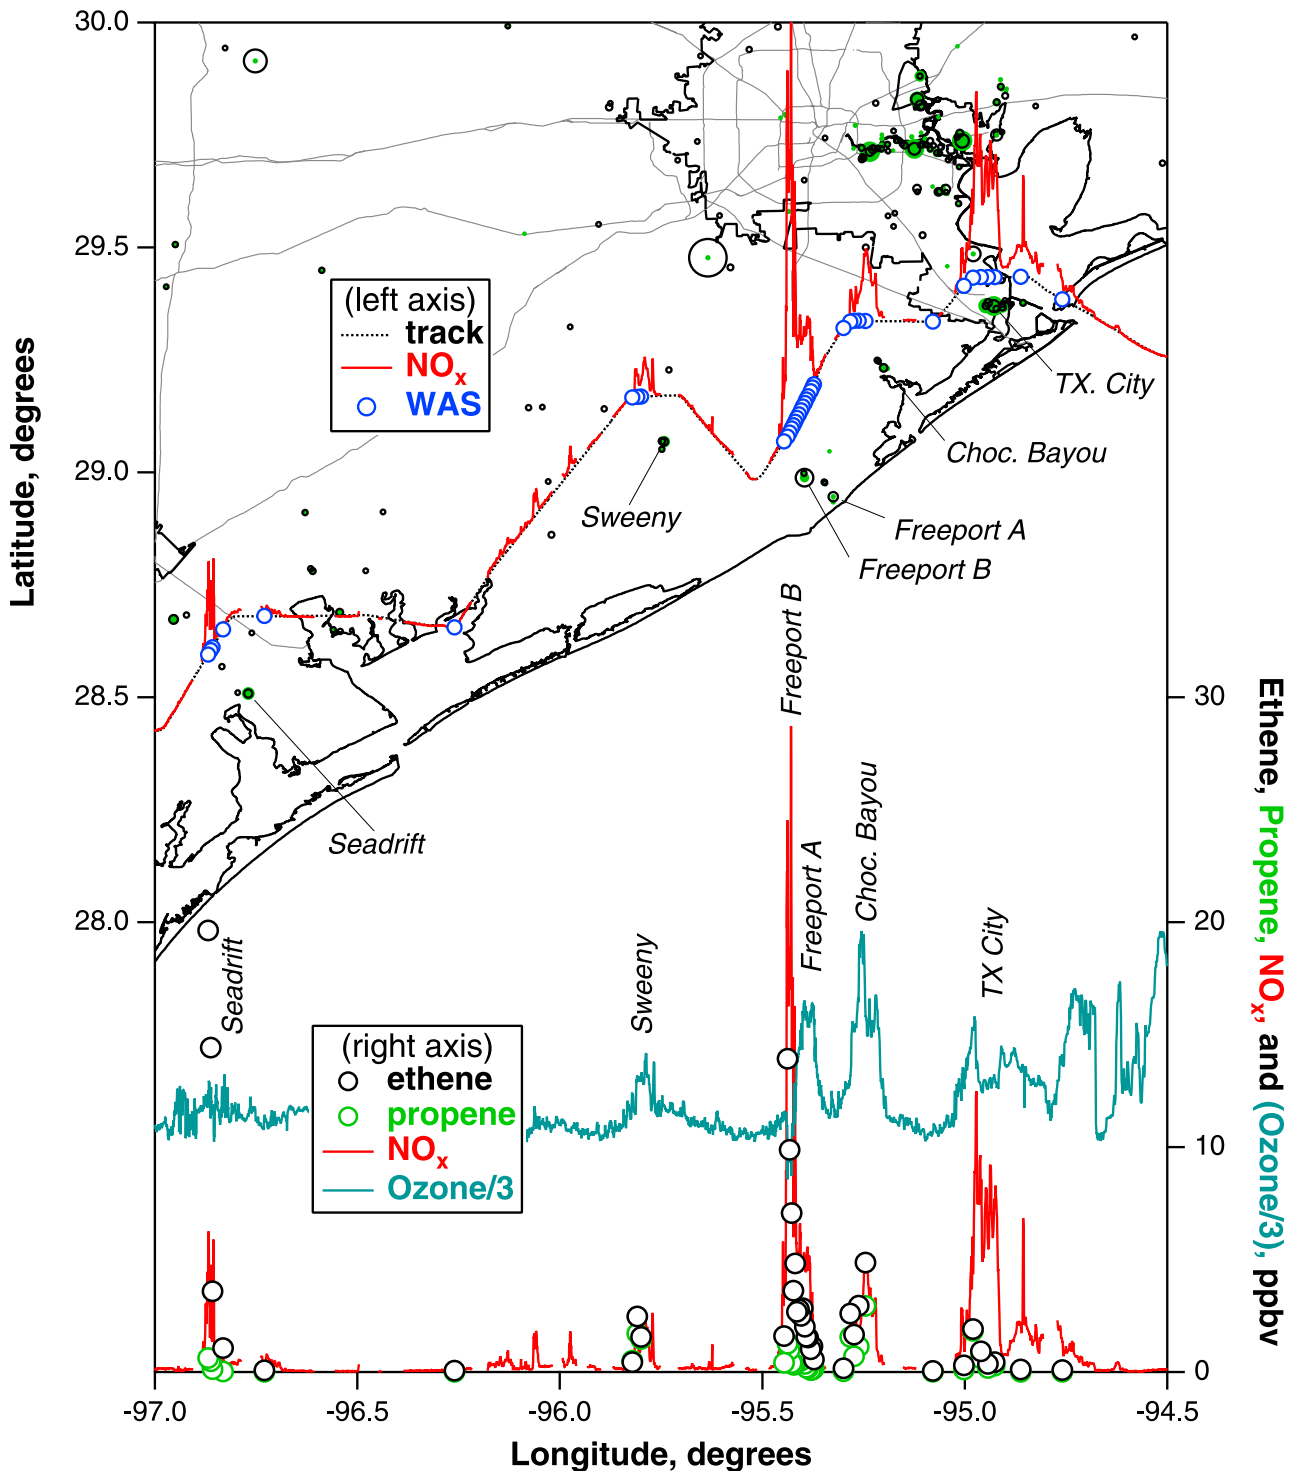 30.0
29.5
29.0
28.5
28.0
Latitude, degrees
(left axis)
track
NOx
WAS
TX. City
Choc. Bayou
Freeport A
Freeport B
Sweeny
Seadrift
Seadrift
Sweeny
Freeport B
Freeport A
Choc. Bayou
TX City
(right axis)
ethene
propene
NOx
Ozone/3
30
20
10
0
Ethene, Propene, NOx, and (Ozone/3), ppbv
-97.0
-96.5
-96.0
-95.5
-95.0
-94.5
Longitude, degrees